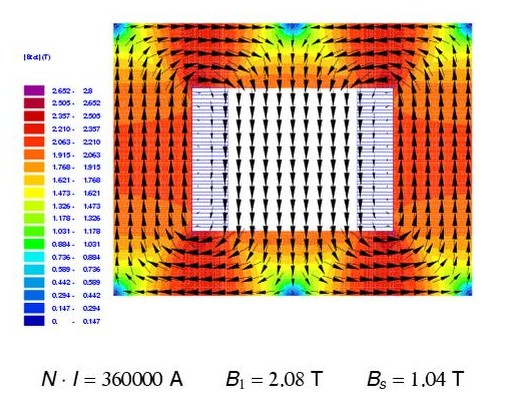 |Btot| (T)
2.652 - 2.8
2.505 - 2.652
2.357 - 2.505
2.210 - 2.357
2.063 - 2.210
1.915 - 2.063
1.768 - 1.915
1.621 - 1.768
1.473 - 1.621
1.326 - 1.473
1.178 - 1.326
1.031 - 1.178
0.884 - 1.031
0.736 - 0.884
0.589 - 0.736
0.442 - 0.589
0.294 - 0.442
0.147 - 0.294
0. - 0.147
N · I = 360000 A B₁ = 2.08 T Bₛ = 1.04 T